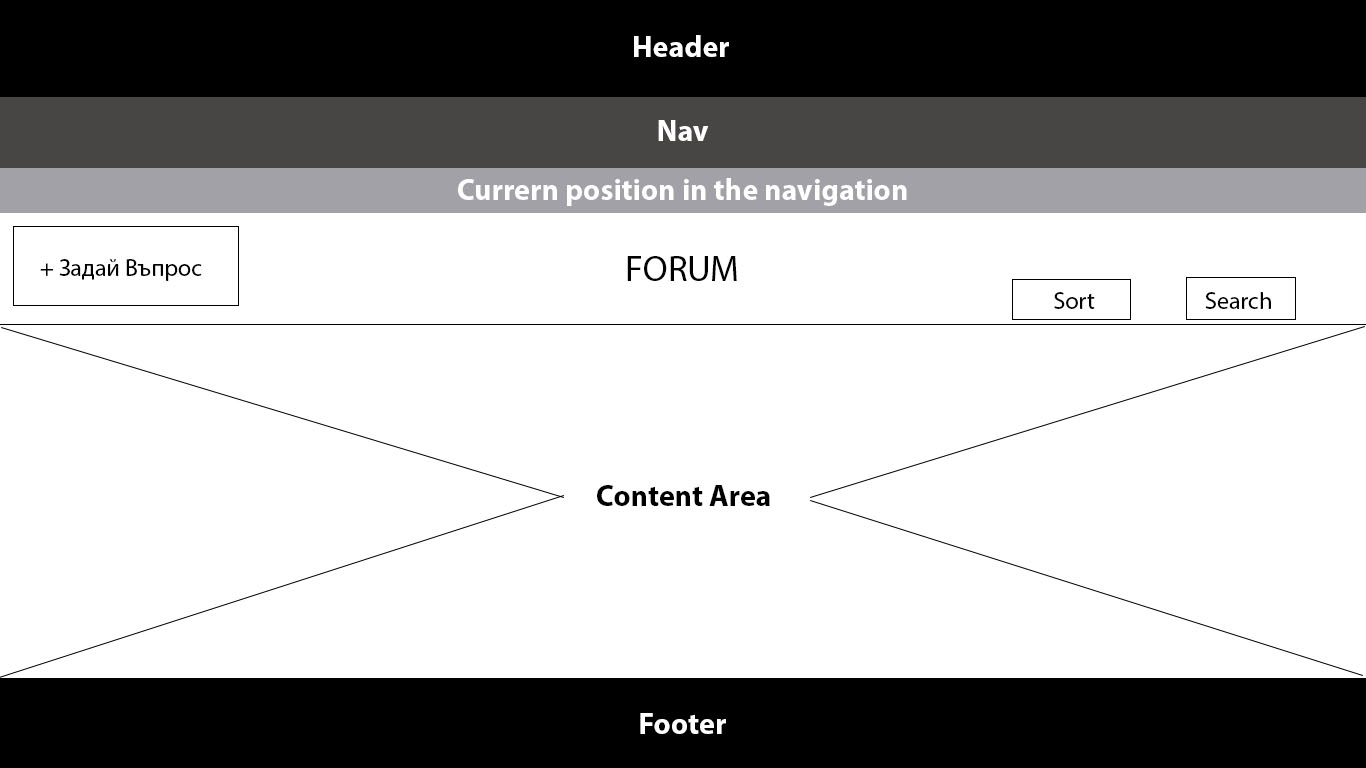 Header
Nav
Currern position in the navigation
+ Задай Въпрос
FORUM
Sort
Search
Content Area
Footer